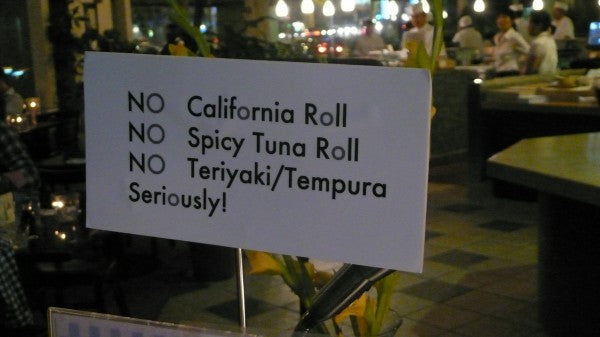 NO California Roll
NO Spicy Tuna Roll
NO Teriyaki/Tempura
Seriously!